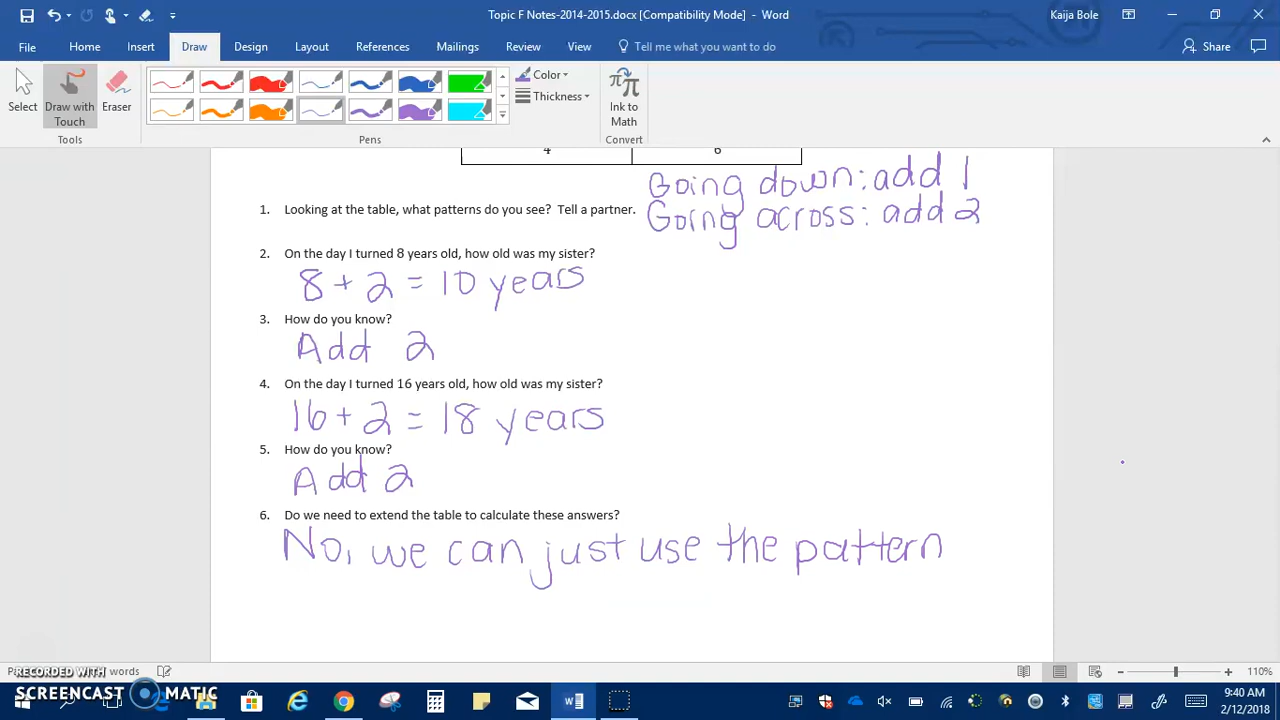 Topic F Notes-2014-2015.docx [Compatibility Mode] - Word
Kaija Bole
File Home Insert Draw Design Layout References Mailings Review View Tell me what you want to do Share
Select
Draw with Touch
Eraser
Color
Thickness
Ink to Math
Tools
Pens
Convert
4 6
Going down: add 1
1. Looking at the table, what patterns do you see? Tell a partner.
Going across: add 2
2. On the day I turned 8 years old, how old was my sister?
8 + 2 = 10 years
3. How do you know?
Add 2
4. On the day I turned 16 years old, how old was my sister?
16 + 2 = 18 years
5. How do you know?
Add 2
6. Do we need to extend the table to calculate these answers?
No, we can just use the pattern
words
110%
RECORDED WITH
SCREENCAST MATIC
9:40 AM
2/12/2018